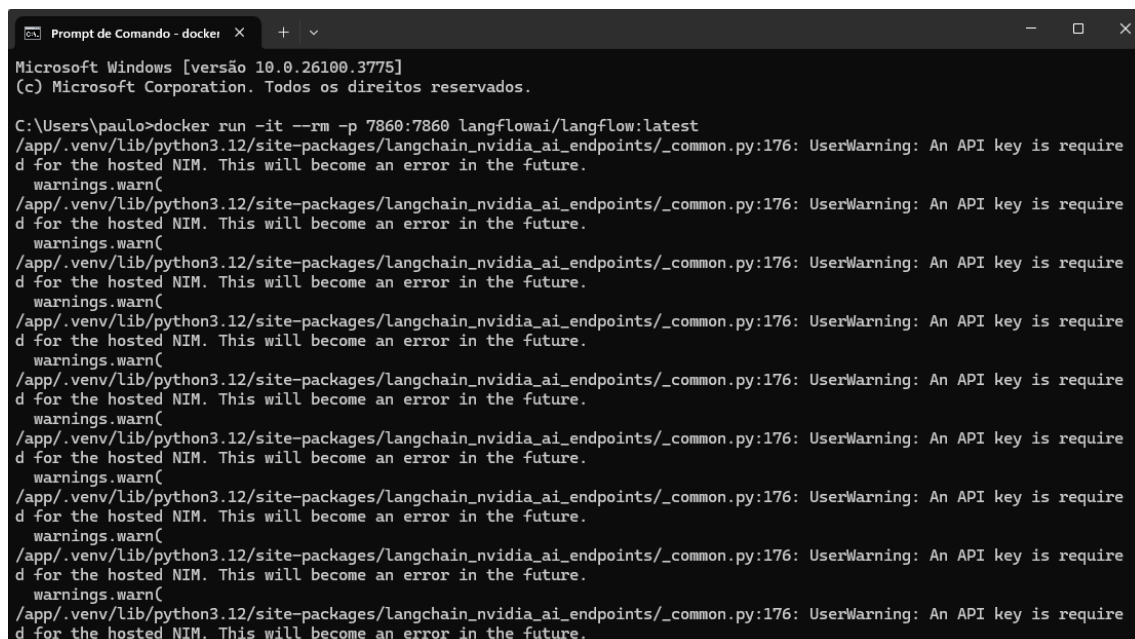 Prompt de Comando - docker
Microsoft Windows [versão 10.0.26100.3775]
(c) Microsoft Corporation. Todos os direitos reservados.
C:\Users\paulo>docker run -it --rm -p 7860:7860 langflowai/langflow:latest
/app/.venv/lib/python3.12/site-packages/langchain_nvidia_ai_endpoints/_common.py:176: UserWarning: An API key is require
d for the hosted NIM. This will become an error in the future.
  warnings.warn(
/app/.venv/lib/python3.12/site-packages/langchain_nvidia_ai_endpoints/_common.py:176: UserWarning: An API key is require
d for the hosted NIM. This will become an error in the future.
  warnings.warn(
/app/.venv/lib/python3.12/site-packages/langchain_nvidia_ai_endpoints/_common.py:176: UserWarning: An API key is require
d for the hosted NIM. This will become an error in the future.
  warnings.warn(
/app/.venv/lib/python3.12/site-packages/langchain_nvidia_ai_endpoints/_common.py:176: UserWarning: An API key is require
d for the hosted NIM. This will become an error in the future.
  warnings.warn(
/app/.venv/lib/python3.12/site-packages/langchain_nvidia_ai_endpoints/_common.py:176: UserWarning: An API key is require
d for the hosted NIM. This will become an error in the future.
  warnings.warn(
/app/.venv/lib/python3.12/site-packages/langchain_nvidia_ai_endpoints/_common.py:176: UserWarning: An API key is require
d for the hosted NIM. This will become an error in the future.
  warnings.warn(
/app/.venv/lib/python3.12/site-packages/langchain_nvidia_ai_endpoints/_common.py:176: UserWarning: An API key is require
d for the hosted NIM. This will become an error in the future.
  warnings.warn(
/app/.venv/lib/python3.12/site-packages/langchain_nvidia_ai_endpoints/_common.py:176: UserWarning: An API key is require
d for the hosted NIM. This will become an error in the future.
  warnings.warn(
/app/.venv/lib/python3.12/site-packages/langchain_nvidia_ai_endpoints/_common.py:176: UserWarning: An API key is require
d for the hosted NIM. This will become an error in the future.